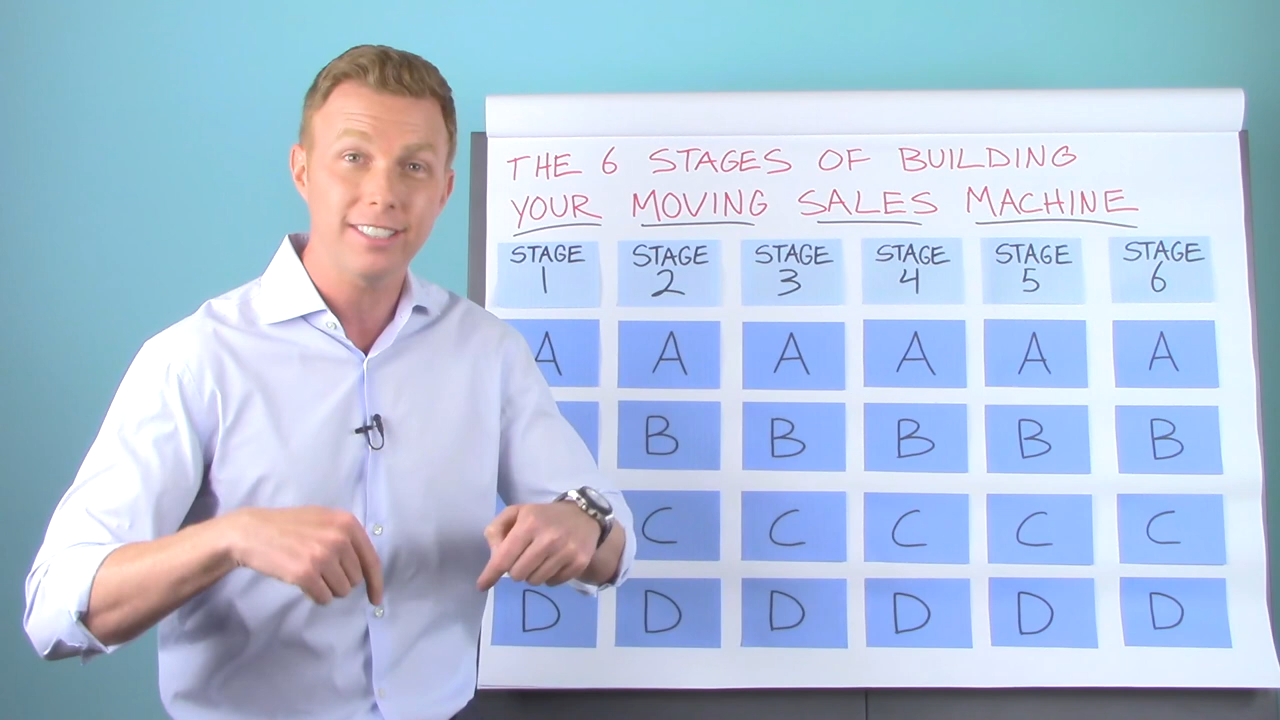 THE 6 STAGES OF BUILDING
YOUR MOVING SALES MACHINE
STAGE 1 STAGE 2 STAGE 3 STAGE 4 STAGE 5 STAGE 6
A A A A A A
B B B B B
C C C C C
D D D D D D